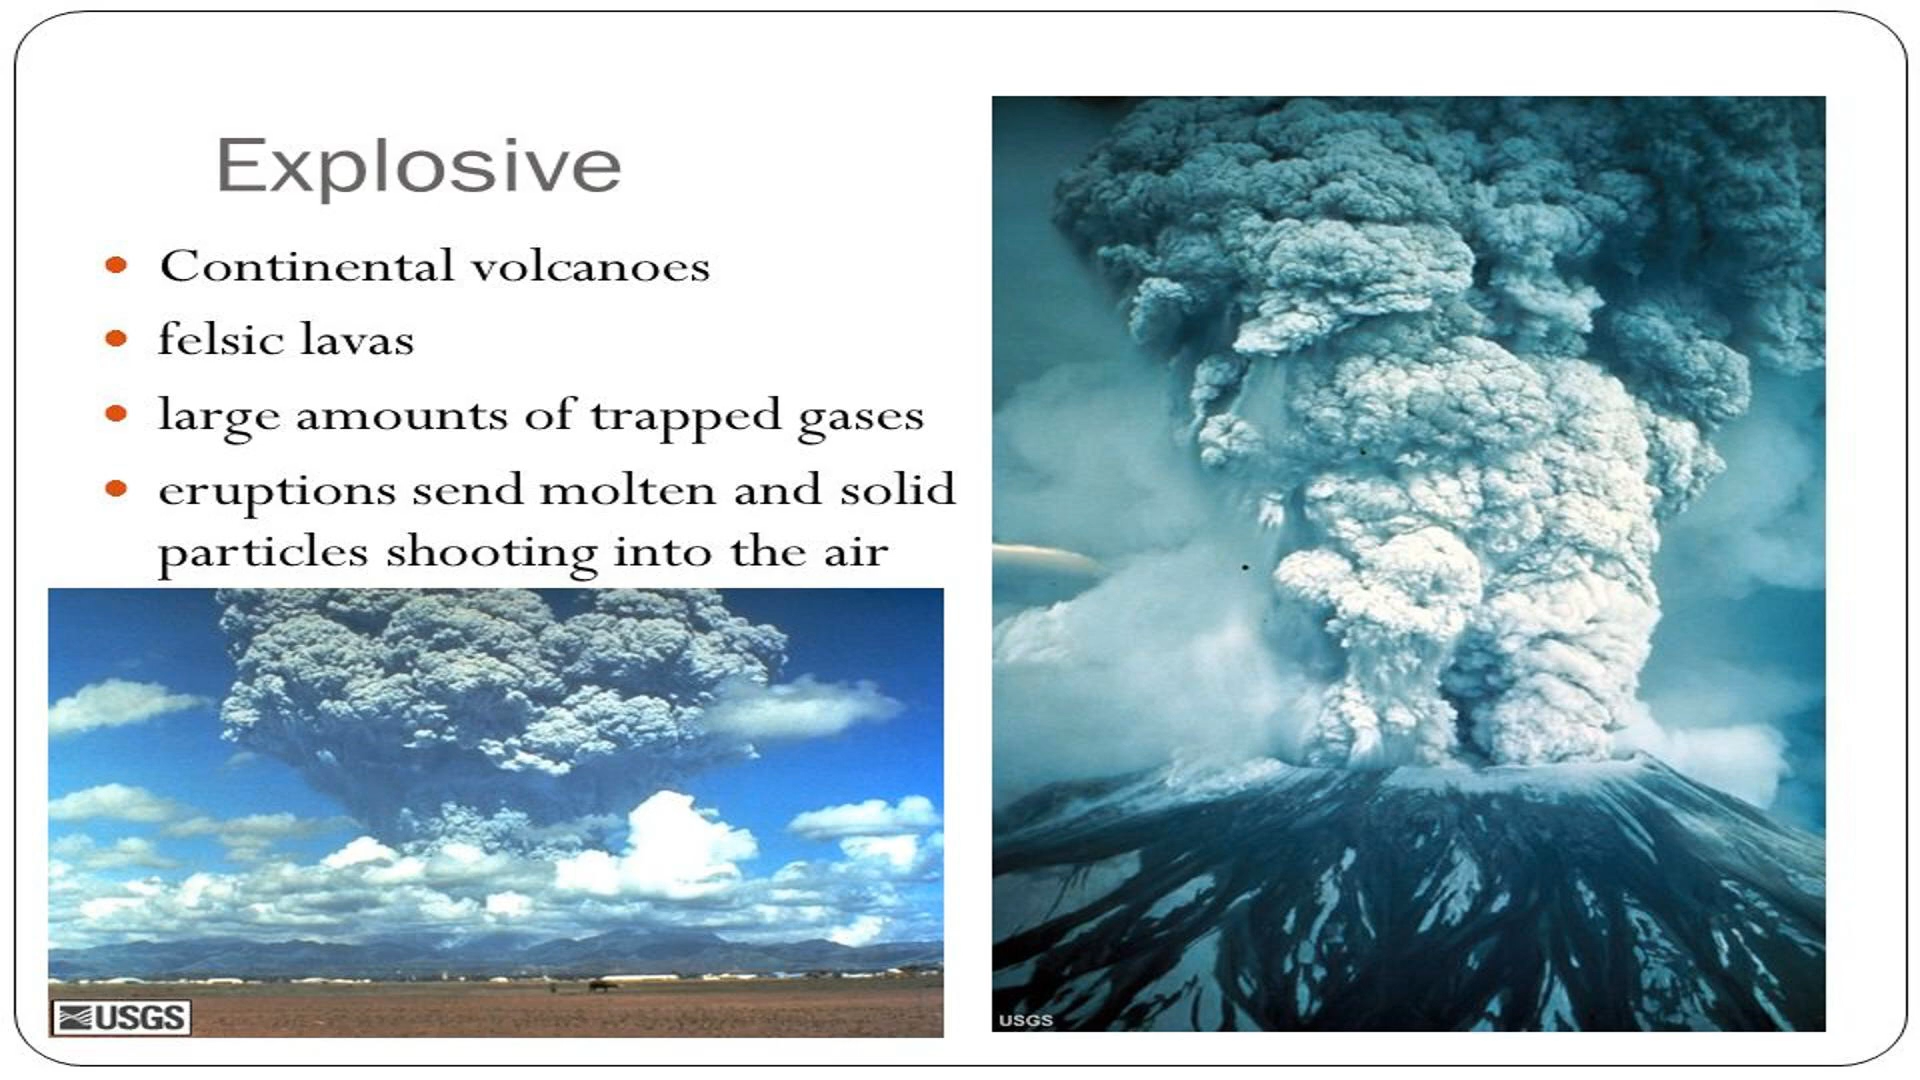 Explosive
Continental volcanoes
felsic lavas
large amounts of trapped gases
eruptions send molten and solid
particles shooting into the air
USGS
USGS